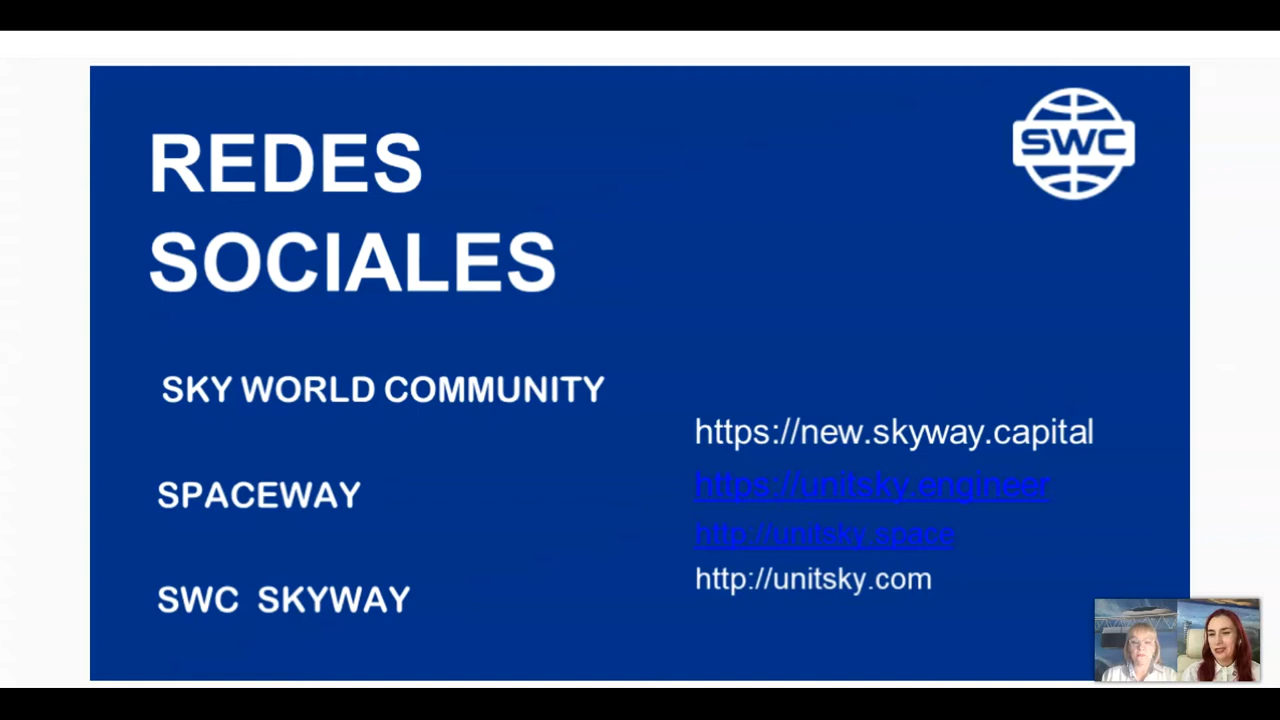 REDES
SOCIALES
SWC
SKY WORLD COMMUNITY
SPACEWAY
SWC SKYWAY
https://new.skyway.capital
https://unitsky.engineer
http://unitsky.space
http://unitsky.com